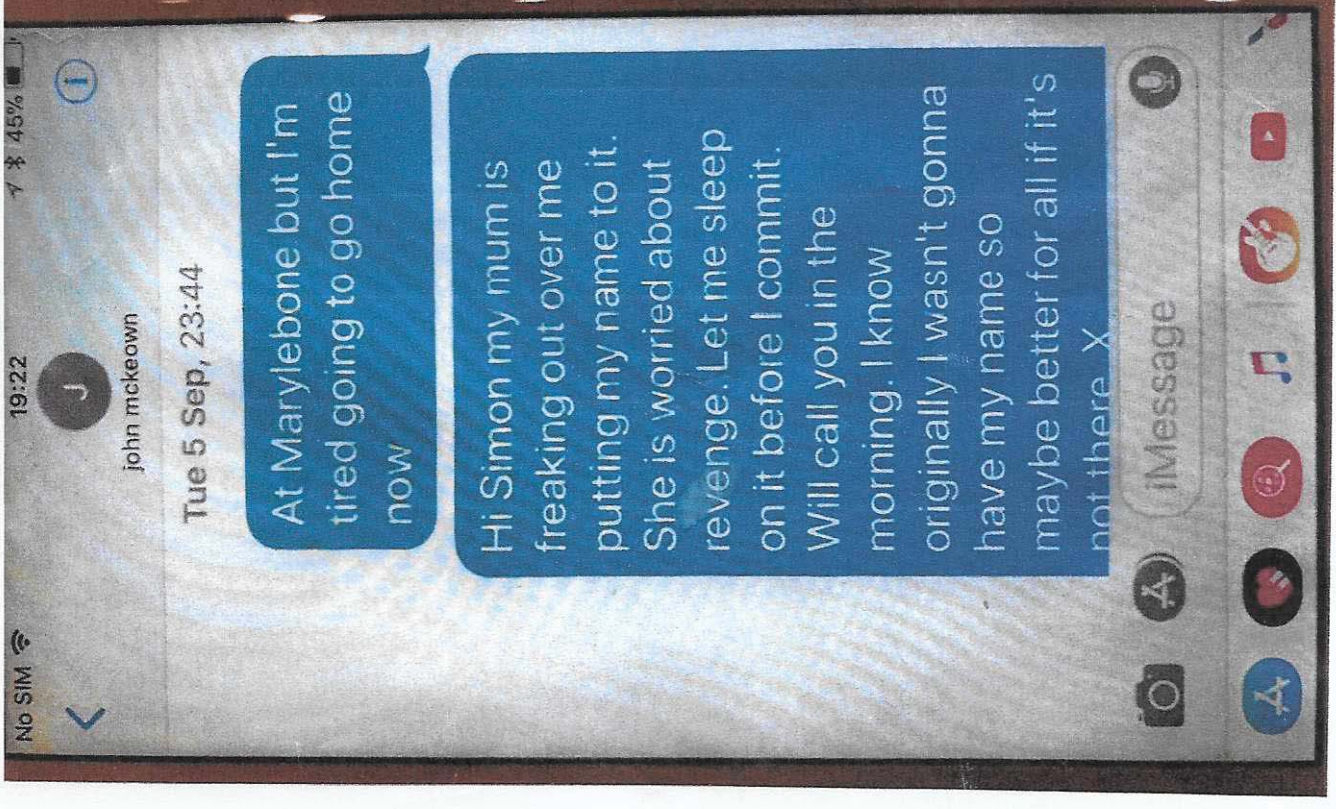 No SIM
19:22
45%
J
john mckeown
Tue 5 Sep, 23:44
At Marylebone but I'm
tired going to go home
now
Hi Simon my mum is
freaking out over me
putting my name to it.
She is worried about
revenge. Let me sleep
on it before I commit.
Will call you in the
morning. I know
originally I wasn't gonna
have my name so
maybe better for all if it's
not there X
iMessage